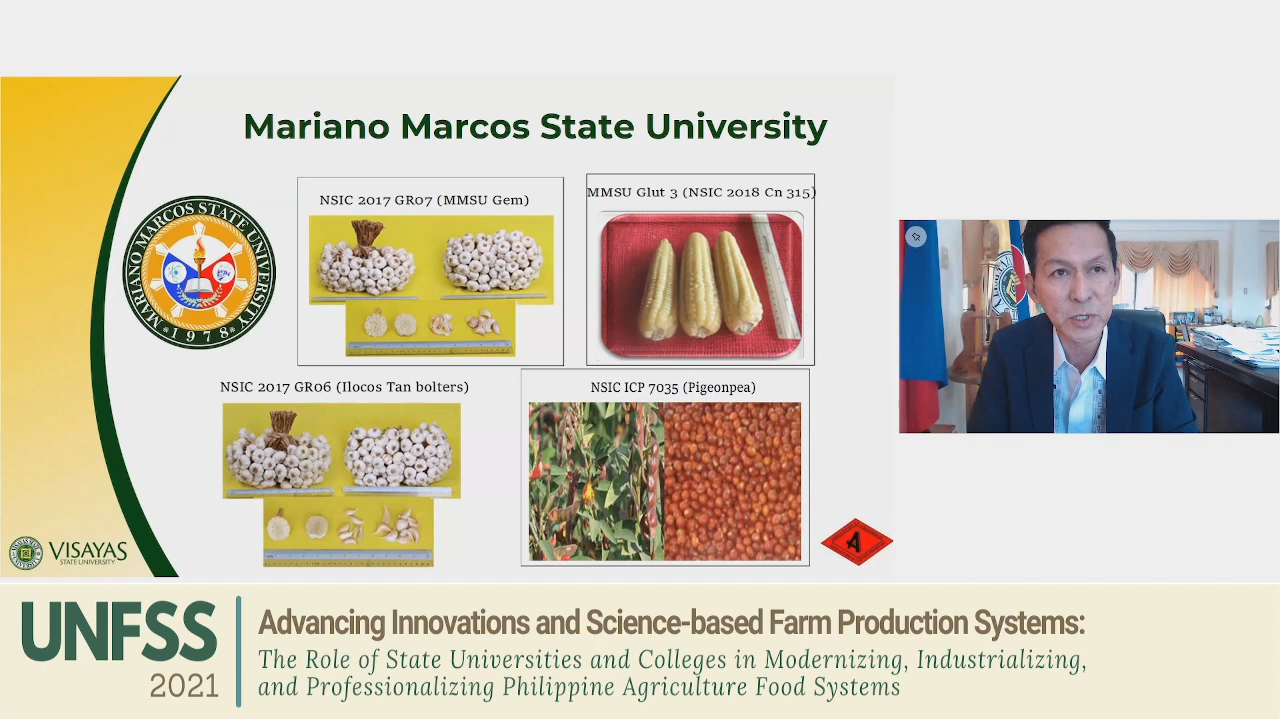 Mariano Marcos State University
MARIANO MARCOS STATE UNIVERSITY
1978
NSIC 2017 GR07 (MMSU Gem)
MMSU Glut 3 (NSIC 2018 Cn 315)
NSIC 2017 GR06 (Ilocos Tan bolters)
NSIC ICP 7035 (Pigeonpea)
VISAYAS
STATE UNIVERSITY
A
UNFSS
2021
Advancing Innovations and Science-based Farm Production Systems:
The Role of State Universities and Colleges in Modernizing, Industrializing,
and Professionalizing Philippine Agriculture Food Systems